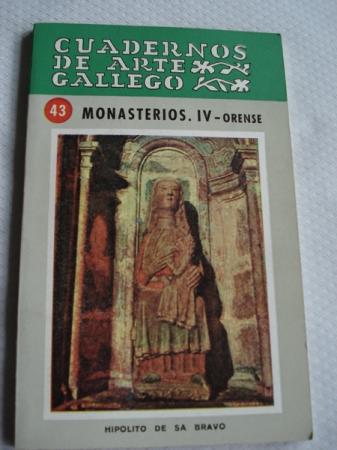 CUADERNOS
DE ARTE
GALLEGO
43 MONASTERIOS. IV-ORENSE
HIPOLITO DE SA BRAVO